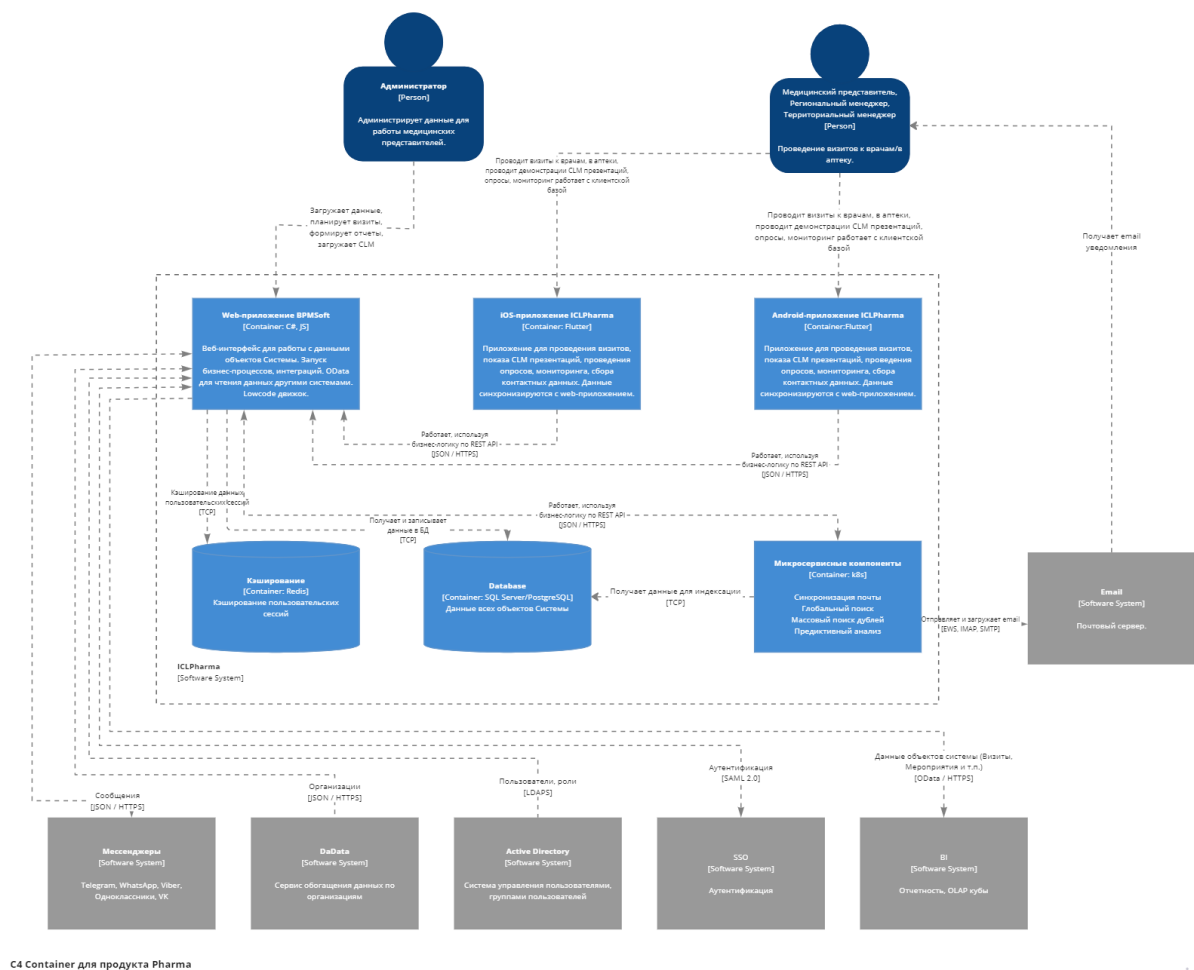 Администратор
[Person]
Администрирует данные для
работы медицинских
представителей.
Медицинский представитель,
Региональный менеджер,
Территориальный менеджер
[Person]
Проведение визитов к врачам/в
аптеку.
Проводит визиты к врачам, в аптеки,
проводит демонстрации CLM презентаций,
опросы, мониторинг работает с клиентской
базой
Загружает данные,
планирует визиты,
формирует отчеты,
загружает CLM
Проводит визиты к врачам, в аптеки,
проводит демонстрации CLM презентаций,
опросы, мониторинг работает с клиентской
базой
Получает email
уведомления
Web-приложение BPMSoft
[Container: C#, JS]
Веб-интерфейс для работы с данными
объектов Системы. Запуск
бизнес-процессов, интеграций. OData
для чтения данных другими системами.
Lowcode движок.
iOS-приложение ICLPharma
[Container: Flutter]
Приложение для проведения визитов,
показа CLM презентаций, проведения
опросов, мониторинга, сбора
контактных данных. Данные
синхронизируются с web-приложением.
Android-приложение ICLPharma
[Container:Flutter]
Приложение для проведения визитов,
показа CLM презентаций, проведения
опросов, мониторинга, сбора
контактных данных. Данные
синхронизируются с web-приложением.
Работает, используя
бизнес-логику по REST API
[JSON / HTTPS]
Работает, используя
бизнес-логику по REST API
[JSON / HTTPS]
Кэширование данных
пользовательских сессий
[TCP]
Получает и записывает
данные в БД
[TCP]
Работает, используя
бизнес-логику по REST API
[JSON / HTTPS]
Кэширование
[Container: Redis]
Кэширование пользовательских
сессий
Database
[Container: SQL Server/PostgreSQL]
Данные всех объектов Системы
Получает данные для индексации
[TCP]
Микросервисные компоненты
[Container: k8s]
Синхронизация почты
Глобальный поиск
Массовый поиск дублей
Предиктивный анализ
Отправляет и загружает email
[EWS, IMAP, SMTP]
Email
[Software System]
Почтовый сервер.
ICLPharma
[Software System]
Сообщения
[JSON / HTTPS]
Организации
[JSON / HTTPS]
Пользователи, роли
[LDAPS]
Аутентификация
[SAML 2.0]
Данные объектов системы (Визиты,
Мероприятия и т.п.)
[OData / HTTPS]
Мессенджеры
[Software System]
Telegram, WhatsApp, Viber,
Одноклассники, VK
DaData
[Software System]
Сервис обогащения данных по
организациям
Active Directory
[Software System]
Система управления пользователями,
группами пользователей
SSO
[Software System]
Аутентификация
BI
[Software System]
Отчетность, OLAP кубы
C4 Container для продукта Pharma